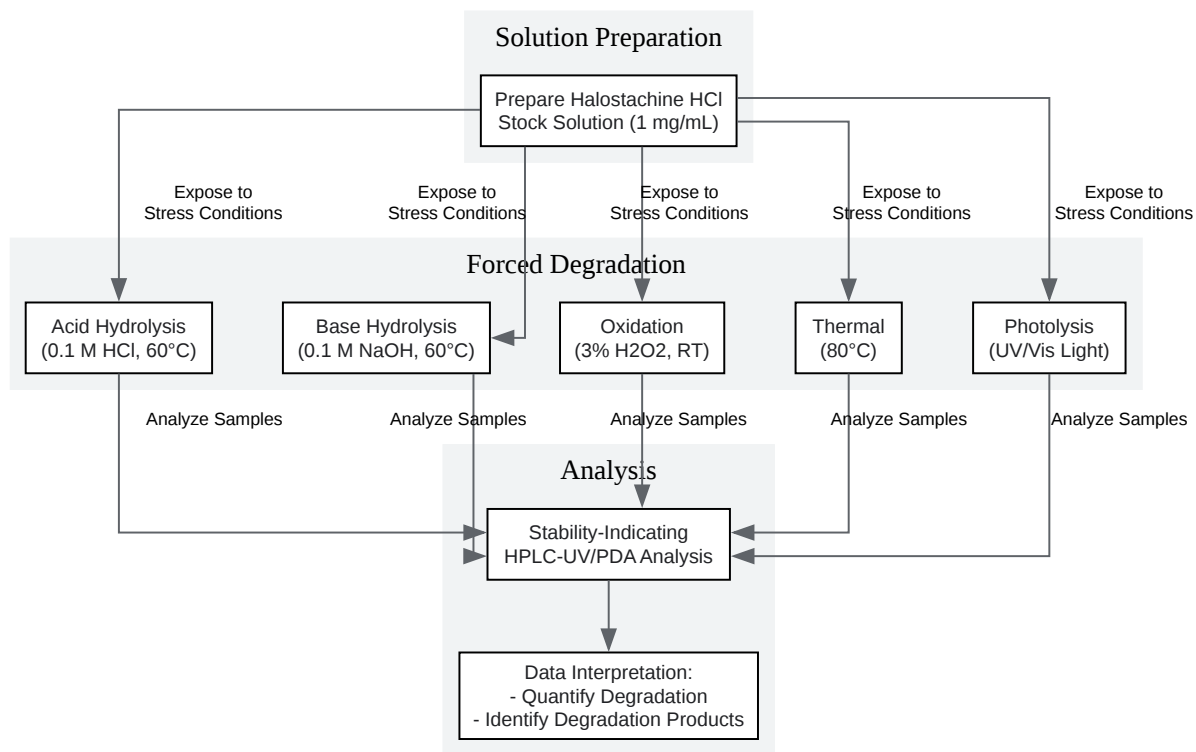 Solution Preparation
Prepare Halostachine HCl
Stock Solution (1 mg/mL)
Expose to
Stress Conditions
Expose to
Stress Conditions
Expose to
Stress Conditions
Expose to
Stress Conditions
Expose to
Stress Conditions
Forced Degradation
Acid Hydrolysis
(0.1 M HCl, 60°C)
Base Hydrolysis
(0.1 M NaOH, 60°C)
Oxidation
(3% H2O2, RT)
Thermal
(80°C)
Photolysis
(UV/Vis Light)
Analyze Samples
Analyze Samples
Analyze Samples
Analyze Samples
Analyze Samples
Analysis
Stability-Indicating
HPLC-UV/PDA Analysis
Data Interpretation:
- Quantify Degradation
- Identify Degradation Products